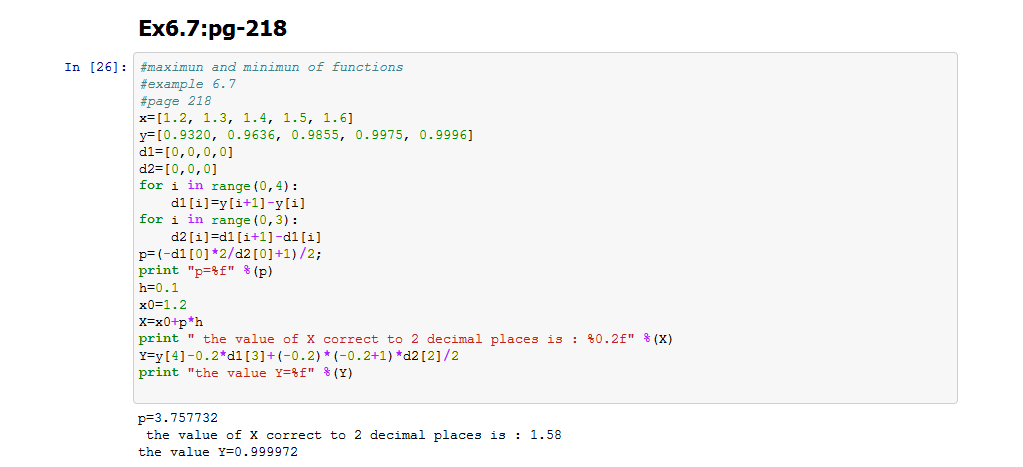 Ex6.7:pg-218
In [26]: #maximun and minimun of functions
#example 6.7
#page 218
x=[1.2, 1.3, 1.4, 1.5, 1.6]
y=[0.9320, 0.9636, 0.9855, 0.9975, 0.9996]
d1=[0,0,0,0]
d2=[0,0,0]
for i in range(0,4):
    d1[i]=y[i+1]-y[i]
for i in range(0,3):
    d2[i]=d1[i+1]-d1[i]
p=(-d1[0]*2/d2[0]+1)/2;
print "p=%f" %(p)
h=0.1
x0=1.2
X=x0+p*h
print " the value of X correct to 2 decimal places is : %0.2f" %(X)
Y=y[4]-0.2*d1[3]+(-0.2)*(-0.2+1)*d2[2]/2
print "the value Y=%f" %(Y)
p=3.757732
 the value of X correct to 2 decimal places is : 1.58
the value Y=0.999972